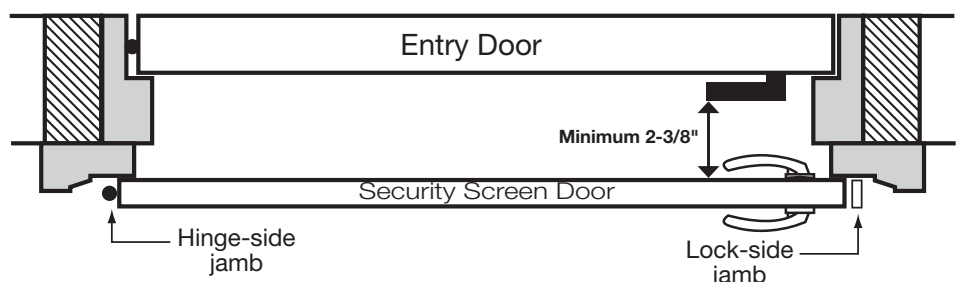 Entry Door
Minimum 2-3/8"
Security Screen Door
Hinge-side
jamb
Lock-side
jamb